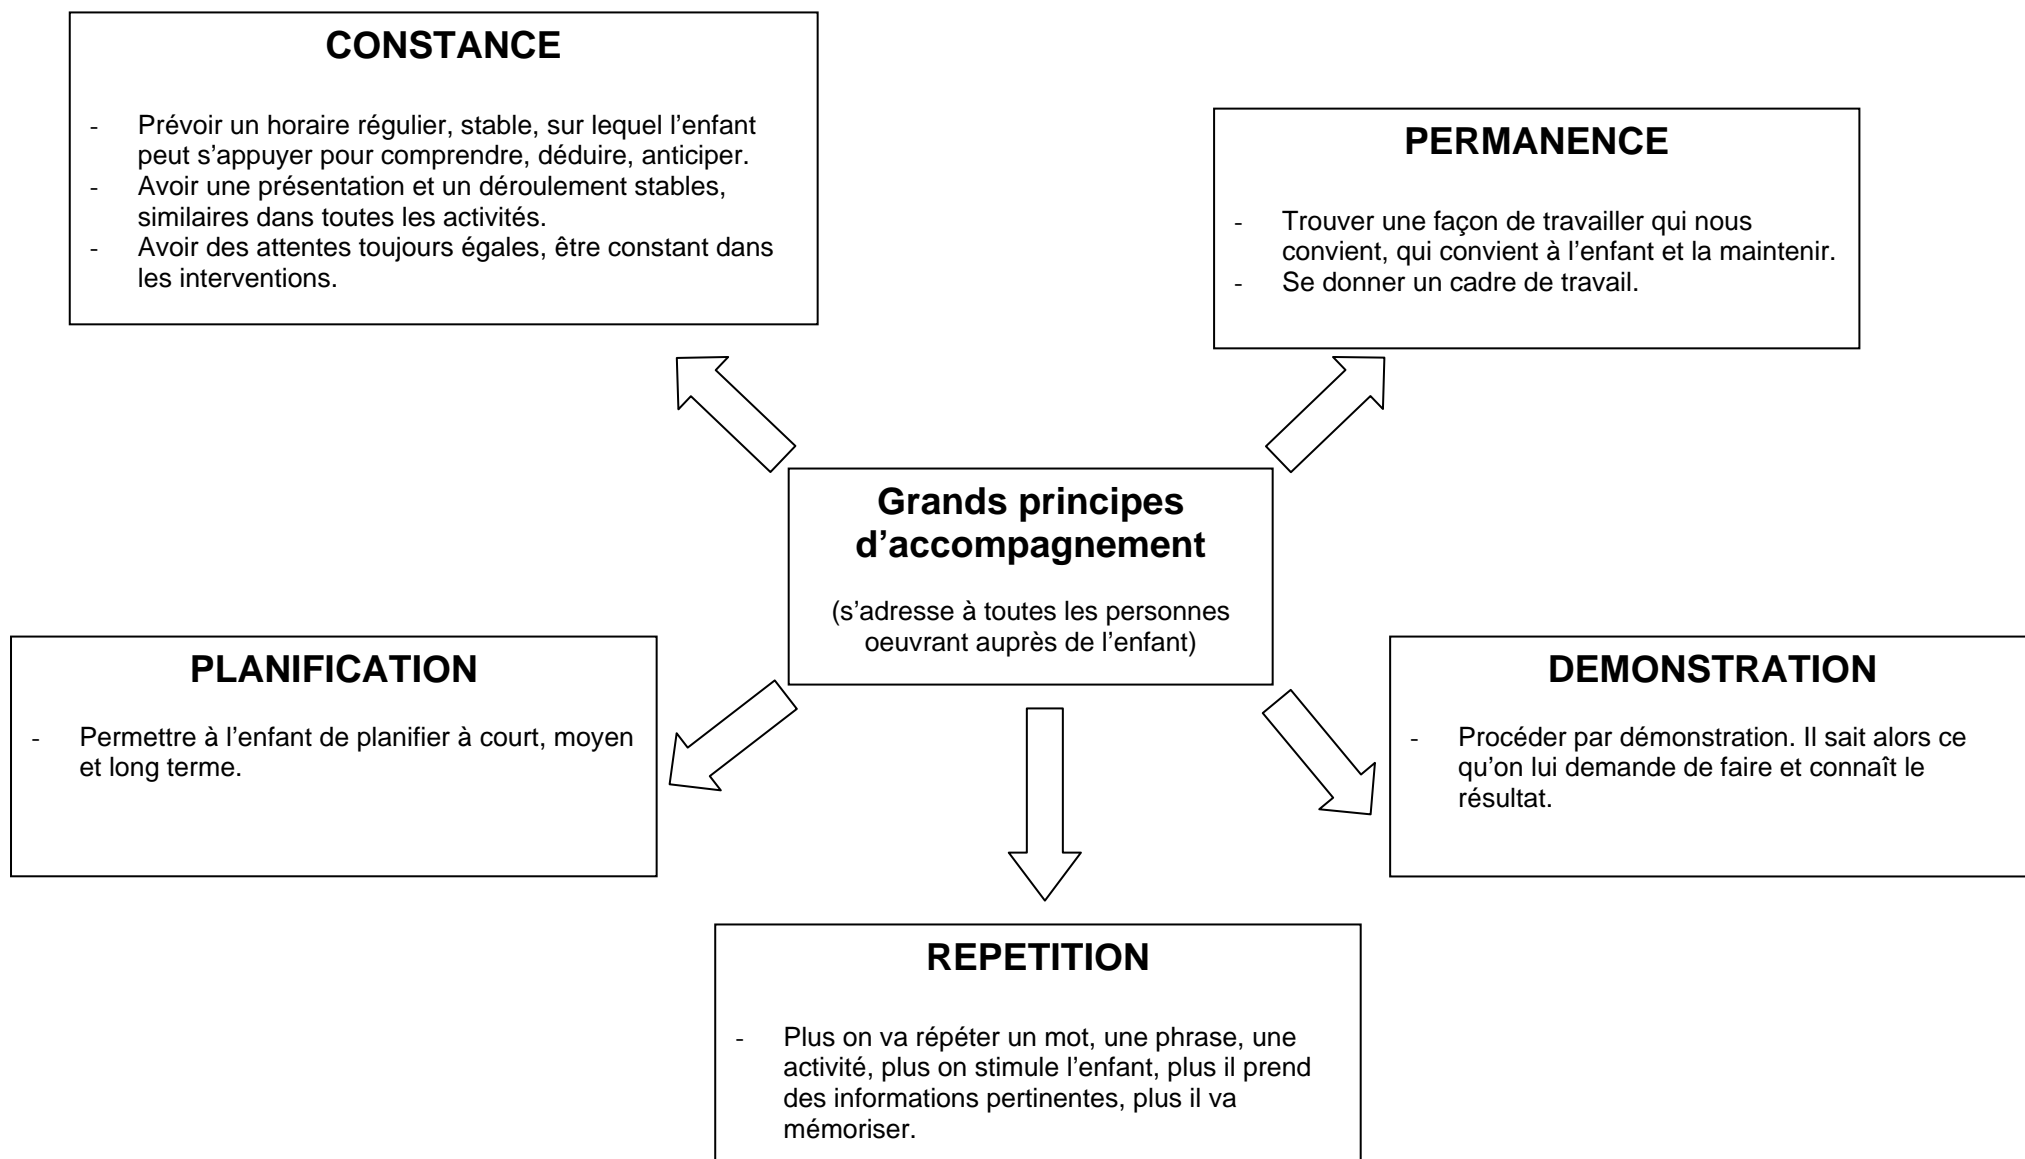 CONSTANCE
- Prévoir un horaire régulier, stable, sur lequel l’enfant
peut s’appuyer pour comprendre, déduire, anticiper.
- Avoir une présentation et un déroulement stables,
similaires dans toutes les activités.
- Avoir des attentes toujours égales, être constant dans
les interventions.
PERMANENCE
- Trouver une façon de travailler qui nous
convient, qui convient à l’enfant et la maintenir.
- Se donner un cadre de travail.
Grands principes
d’accompagnement
(s’adresse à toutes les personnes
oeuvrant auprès de l’enfant)
PLANIFICATION
- Permettre à l’enfant de planifier à court, moyen
et long terme.
DEMONSTRATION
- Procéder par démonstration. Il sait alors ce
qu’on lui demande de faire et connaît le
résultat.
REPETITION
- Plus on va répéter un mot, une phrase, une
activité, plus on stimule l’enfant, plus il prend
des informations pertinentes, plus il va
mémoriser.